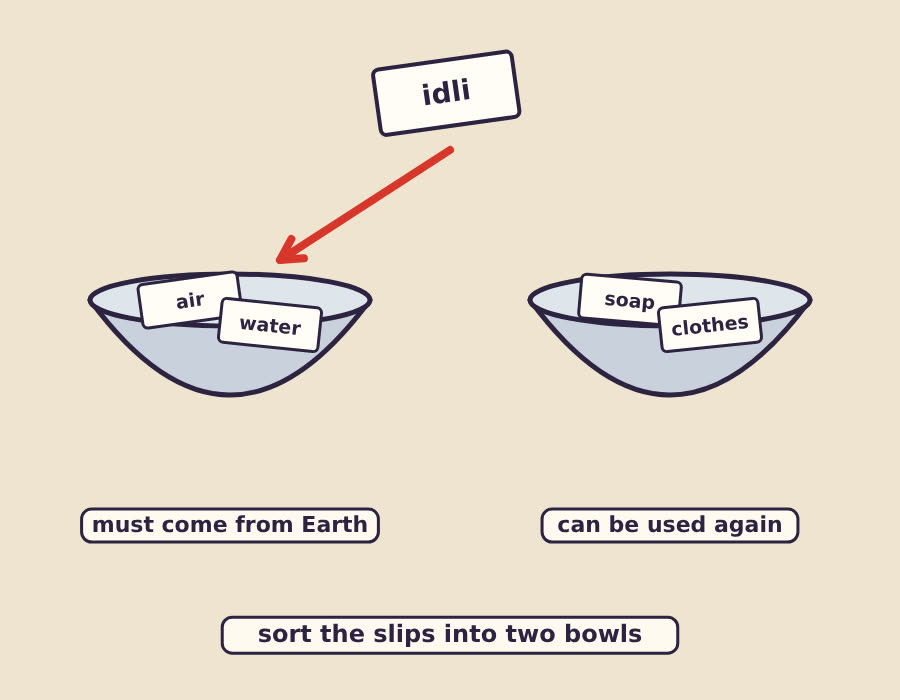 idli
air
water
soap
clothes
must come from Earth
can be used again
sort the slips into two bowls